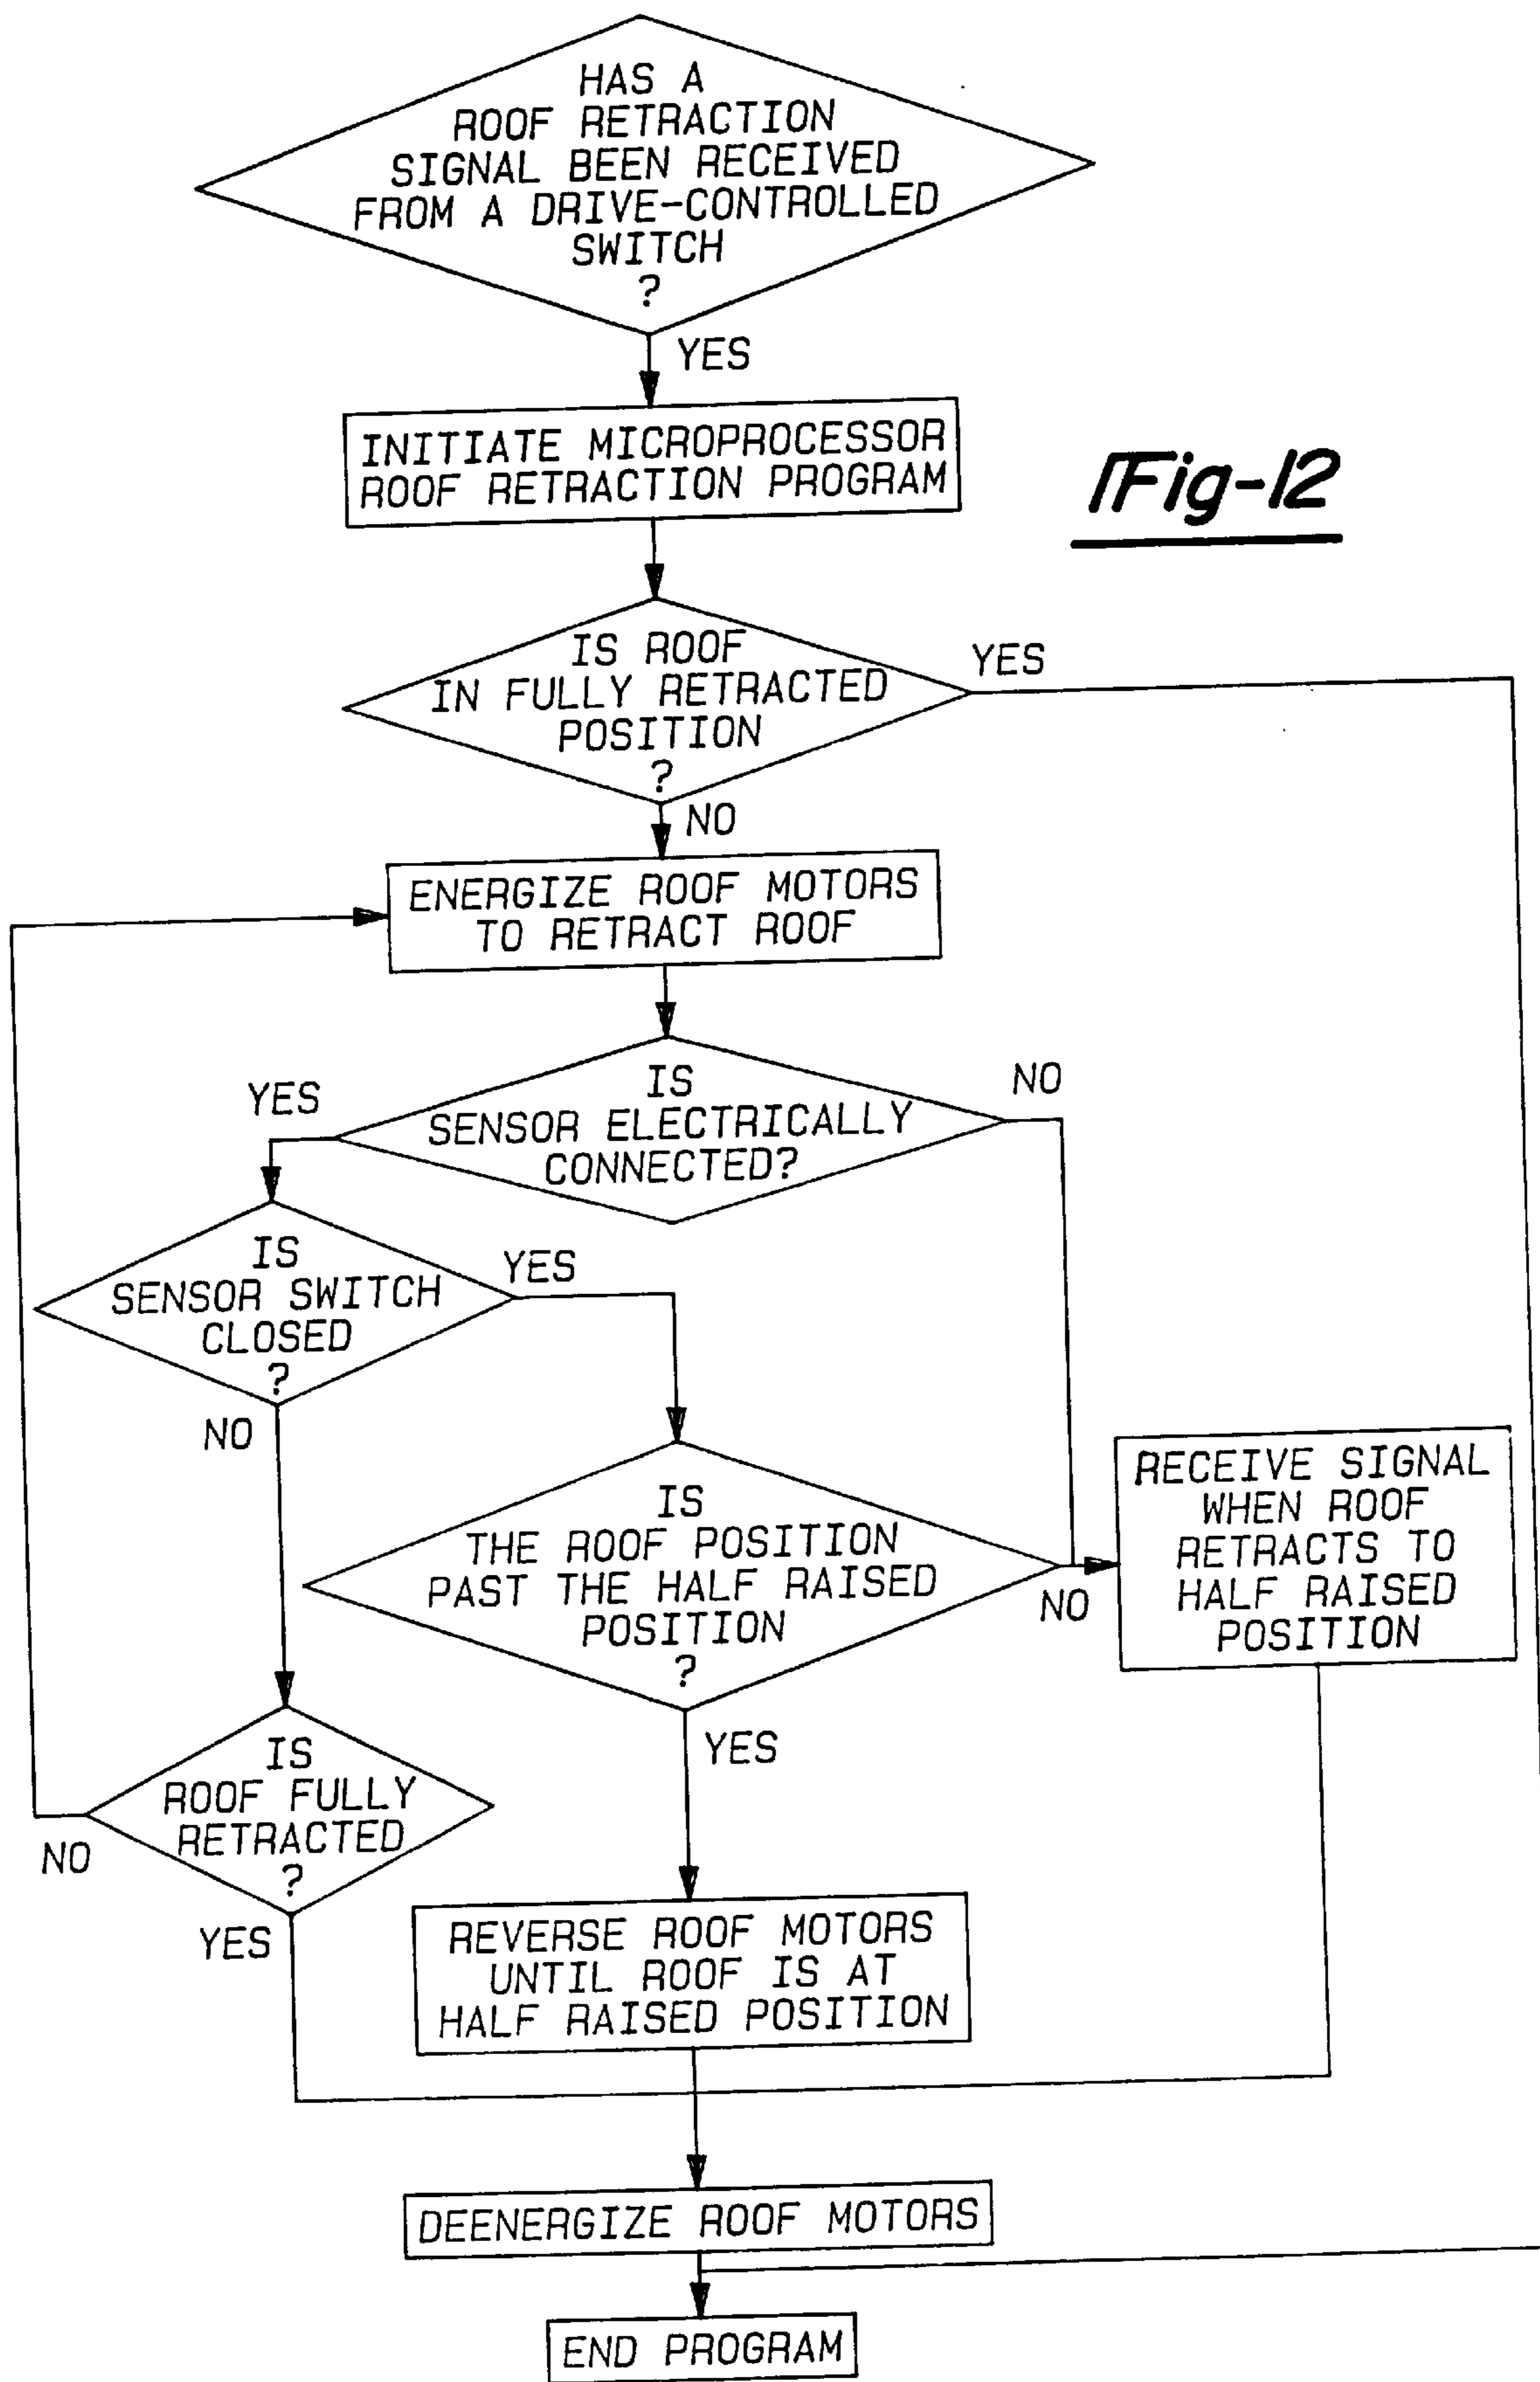 HAS A
ROOF RETRACTION
SIGNAL BEEN RECEIVED
FROM A DRIVE-CONTROLLED
SWITCH
?
YES
INITIATE MICROPROCESSOR
ROOF RETRACTION PROGRAM
Fig-12
IS ROOF
IN FULLY RETRACTED
POSITION
?
YES
NO
ENERGIZE ROOF MOTORS
TO RETRACT ROOF
IS
SENSOR ELECTRICALLY
CONNECTED?
YES
NO
IS
SENSOR SWITCH
CLOSED
?
YES
NO
IS
THE ROOF POSITION
PAST THE HALF RAISED
POSITION
?
NO
YES
RECEIVE SIGNAL
WHEN ROOF
RETRACTS TO
HALF RAISED
POSITION
IS
ROOF FULLY
RETRACTED
?
NO
YES
REVERSE ROOF MOTORS
UNTIL ROOF IS AT
HALF RAISED POSITION
DEENERGIZE ROOF MOTORS
END PROGRAM